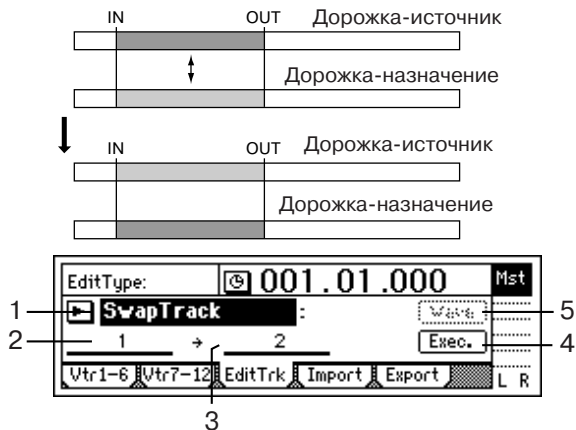 IN OUT Дорожка-источник
Дорожка-назначение
IN OUT Дорожка-источник
Дорожка-назначение
EditType: 001.01.000 Mst
1 SwapTrack : Wave 5
2 1 → 2 Exec. 4
Vtr1-6 Vtr7-12 EditTrk Import Export L R
3